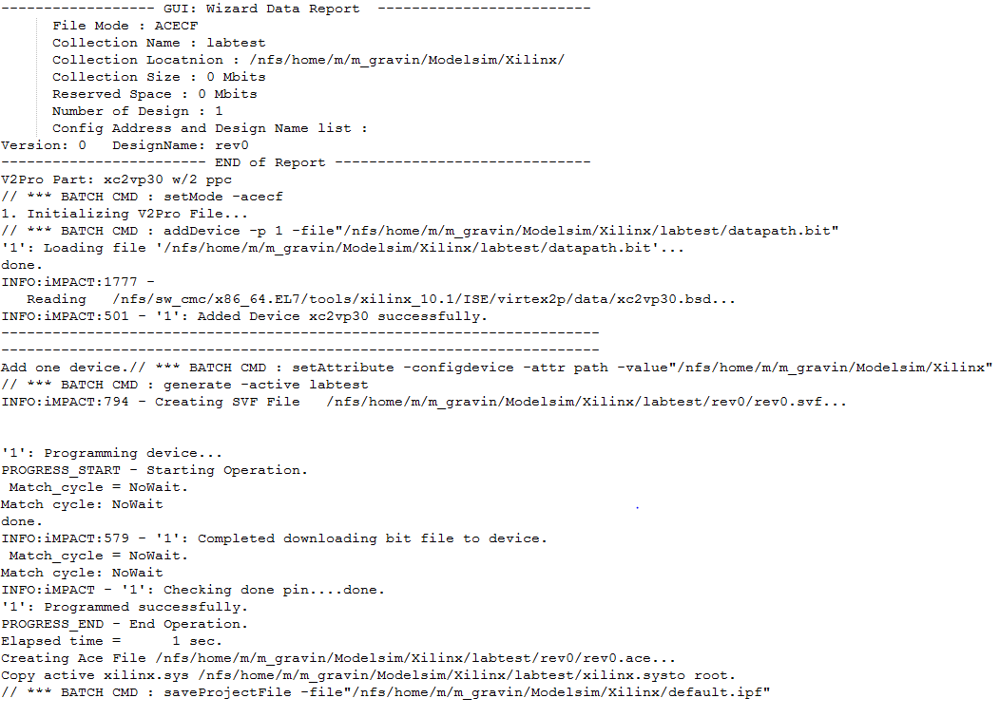 ------------------ GUI: Wizard Data Report  -------------------------
File Mode : ACECF
Collection Name : labtest
Collection Locatnion : /nfs/home/m/m_gravin/Modelsim/Xilinx/
Collection Size : 0 Mbits
Reserved Space : 0 Mbits
Number of Design : 1
Config Address and Design Name list :
Version: 0   DesignName: rev0
------------------------ END of Report ------------------------------
V2Pro Part: xc2vp30 w/2 ppc
// *** BATCH CMD : setMode -acecf
1. Initializing V2Pro File...
// *** BATCH CMD : addDevice -p 1 -file"/nfs/home/m/m_gravin/Modelsim/Xilinx/labtest/datapath.bit"
'1': Loading file '/nfs/home/m/m_gravin/Modelsim/Xilinx/labtest/datapath.bit'...
done.
INFO:iMPACT:1777 -
Reading   /nfs/sw_cmc/x86_64.EL7/tools/xilinx_10.1/ISE/virtex2p/data/xc2vp30.bsd...
INFO:iMPACT:501 - '1': Added Device xc2vp30 successfully.
----------------------------------------------------------------------
----------------------------------------------------------------------
Add one device.// *** BATCH CMD : setAttribute -configdevice -attr path -value"/nfs/home/m/m_gravin/Modelsim/Xilinx"
// *** BATCH CMD : generate -active labtest
INFO:iMPACT:794 - Creating SVF File   /nfs/home/m/m_gravin/Modelsim/Xilinx/labtest/rev0/rev0.svf...
'1': Programming device...
PROGRESS_START - Starting Operation.
Match_cycle = NoWait.
Match cycle: NoWait
done.
INFO:iMPACT:579 - '1': Completed downloading bit file to device.
Match_cycle = NoWait.
Match cycle: NoWait
INFO:iMPACT - '1': Checking done pin....done.
'1': Programmed successfully.
PROGRESS_END - End Operation.
Elapsed time =      1 sec.
Creating Ace File /nfs/home/m/m_gravin/Modelsim/Xilinx/labtest/rev0/rev0.ace...
Copy active xilinx.sys /nfs/home/m/m_gravin/Modelsim/Xilinx/labtest/xilinx.systo root.
// *** BATCH CMD : saveProjectFile -file"/nfs/home/m/m_gravin/Modelsim/Xilinx/default.ipf"